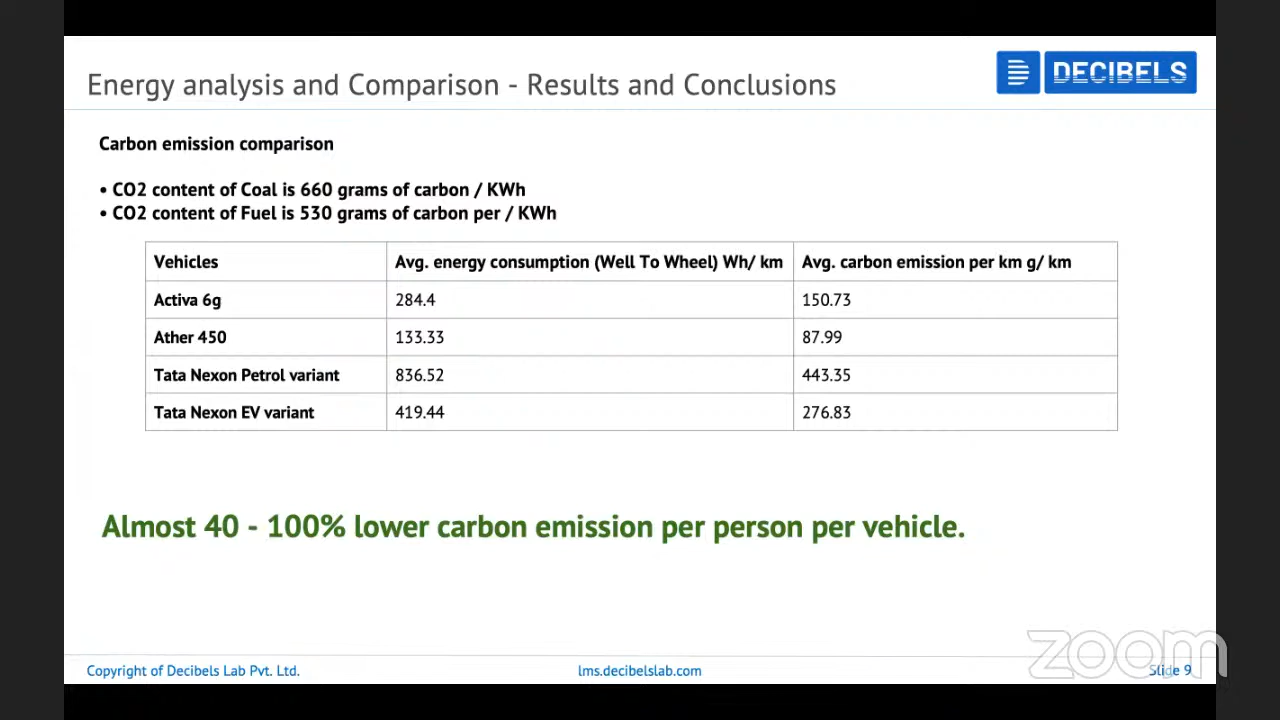 Energy analysis and Comparison - Results and Conclusions
DECIBELS
Carbon emission comparison
• CO2 content of Coal is 660 grams of carbon / KWh
• CO2 content of Fuel is 530 grams of carbon per / KWh
Vehicles Avg. energy consumption (Well To Wheel) Wh/ km Avg. carbon emission per km g/ km
Activa 6g 284.4 150.73
Ather 450 133.33 87.99
Tata Nexon Petrol variant 836.52 443.35
Tata Nexon EV variant 419.44 276.83
Almost 40 - 100% lower carbon emission per person per vehicle.
zoom
Copyright of Decibels Lab Pvt. Ltd. lms.decibelslab.com Slide 9